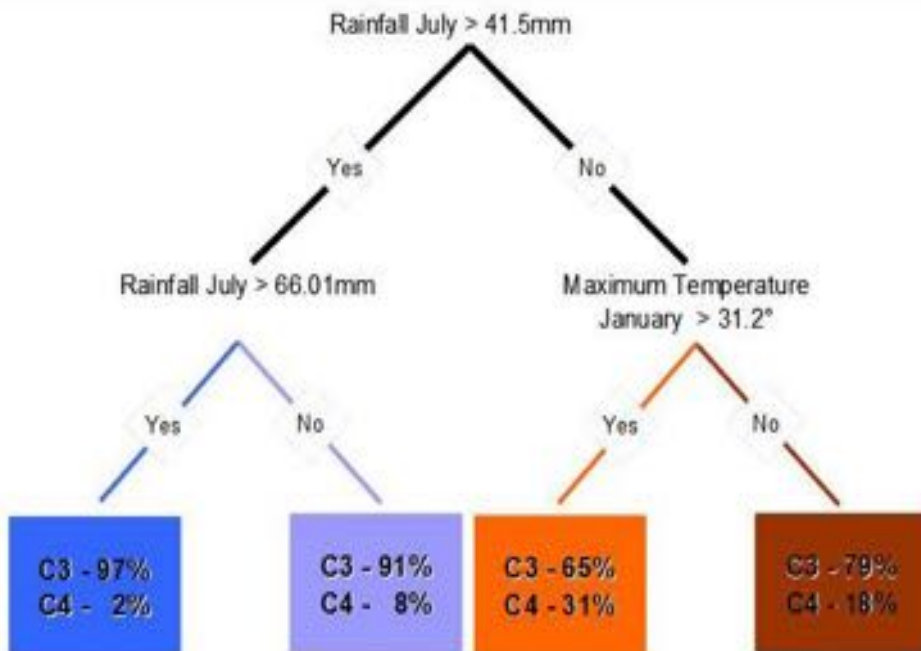 Rainfall July > 41.5mm
Yes
No
Rainfall July > 66.01mm
Maximum Temperature
January > 31.2°
Yes
No
Yes
No
C3 - 97%
C4 - 2%
C3 - 91%
C4 - 8%
C3 - 65%
C4 - 31%
C3 - 79%
C4 - 18%